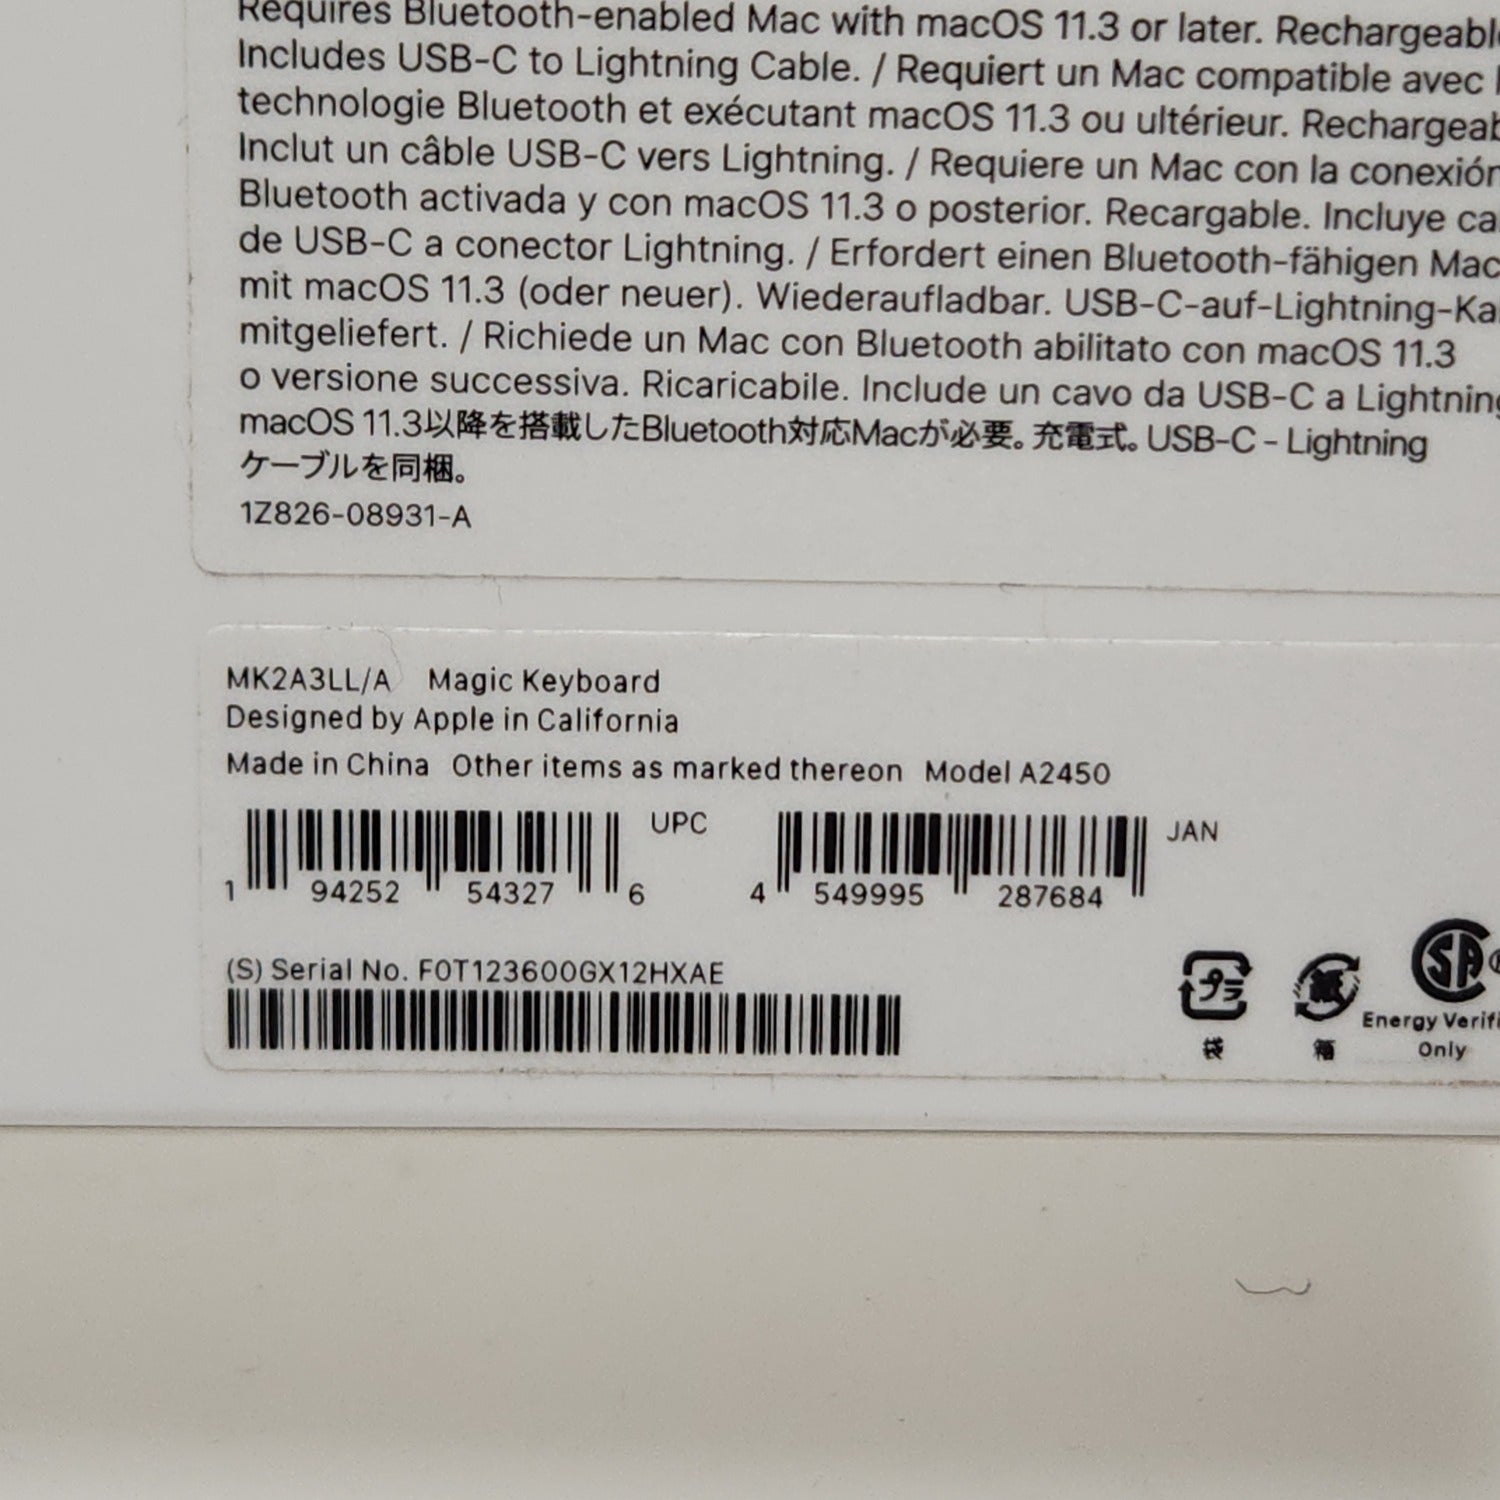 Requires Bluetooth-enabled Mac with macOS 11.3 or later.
Includes USB-C to Lightning Cable. / Requiert un Mac compatible avec
technologie Bluetooth et exécutant macOS 11.3 ou ultérieur.
Inclut un câble USB-C vers Lightning. / Requiere un Mac con la conexión
Bluetooth activada y con macOS 11.3 o posterior. Recargable. Incluye
de USB-C a conector Lightning. / Erfordert einen Bluetooth-fähigen Mac
mit macOS 11.3 (oder neuer). Wiederaufladbar. USB-C-auf-Lightning-
mitgeliefert. / Richiede un Mac con Bluetooth abilitato con macOS 11.3
o versione successiva. Ricaricabile. Include un cavo da USB-C a Lightning
macOS 11.3以降を搭載したBluetooth対応Macが必要。充電式。USB-C - Lightning
ケーブルを同梱。
1Z826-08931-A
MK2A3LL/A Magic Keyboard
Designed by Apple in California
Made in China Other items as marked thereon Model A2450
UPC JAN
1 94252 54327 6 4 549995 287684
(S) Serial No. F0T123600GX12HXAE
プラ 紙 SA
Energy
袋 箱 Only